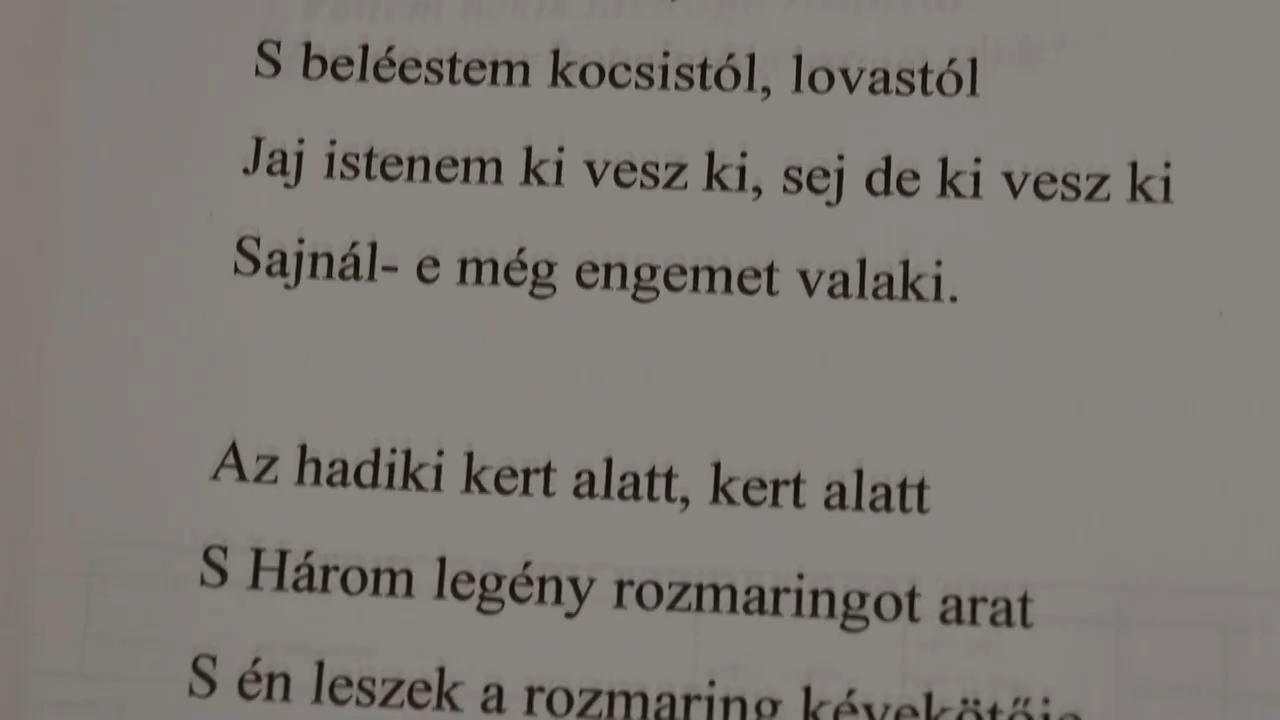 S beléestem kocsistól, lovastól
Jaj istenem ki vesz ki, sej de ki vesz ki
Sajnál- e még engemet valaki.
Az hadiki kert alatt, kert alatt
S Három legény rozmaringot arat
S én leszek a rozmaring kévekötője